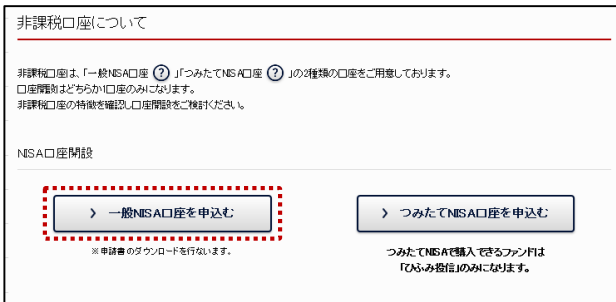 非課税口座について
非課税口座は、「一般NISA口座 ? 」「つみたてNISA口座 ? 」の2種類の口座をご用意しております。
口座開設はどちらか1口座のみになります。
非課税口座の特徴を確認し口座開設をご検討ください。
NISA口座開設
> 一般NISA口座を申込む
> つみたてNISA口座を申込む
※申請書のダウンロードを行ないます。
つみたてNISAで購入できるファンドは
「ひふみ投信」のみになります。